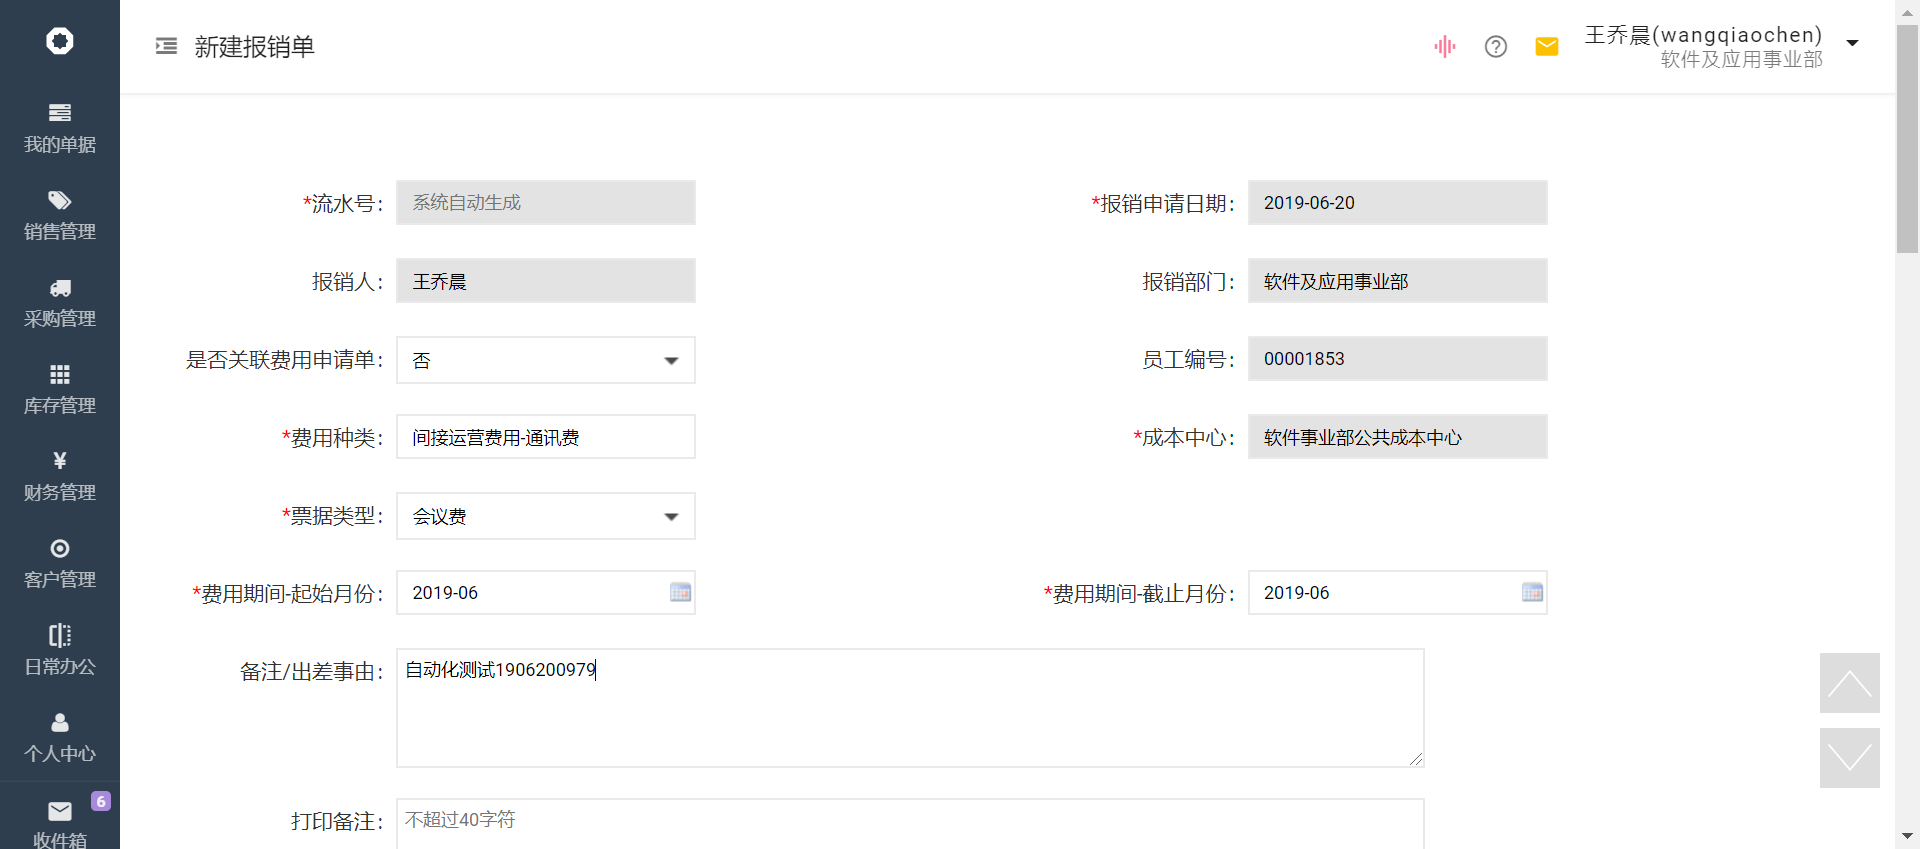 新建报销单
王乔晨(wangqiaochen)
软件及应用事业部
我的单据
销售管理
采购管理
库存管理
¥
财务管理
客户管理
日常办公
个人中心
6
收件箱
*流水号: 系统自动生成
*报销申请日期: 2019-06-20
报销人: 王乔晨
报销部门: 软件及应用事业部
是否关联费用申请单: 否
员工编号: 00001853
*费用种类: 间接运营费用-通讯费
*成本中心: 软件事业部公共成本中心
*票据类型: 会议费
*费用期间-起始月份: 2019-06
*费用期间-截止月份: 2019-06
备注/出差事由: 自动化测试1906200979
打印备注: 不超过40字符